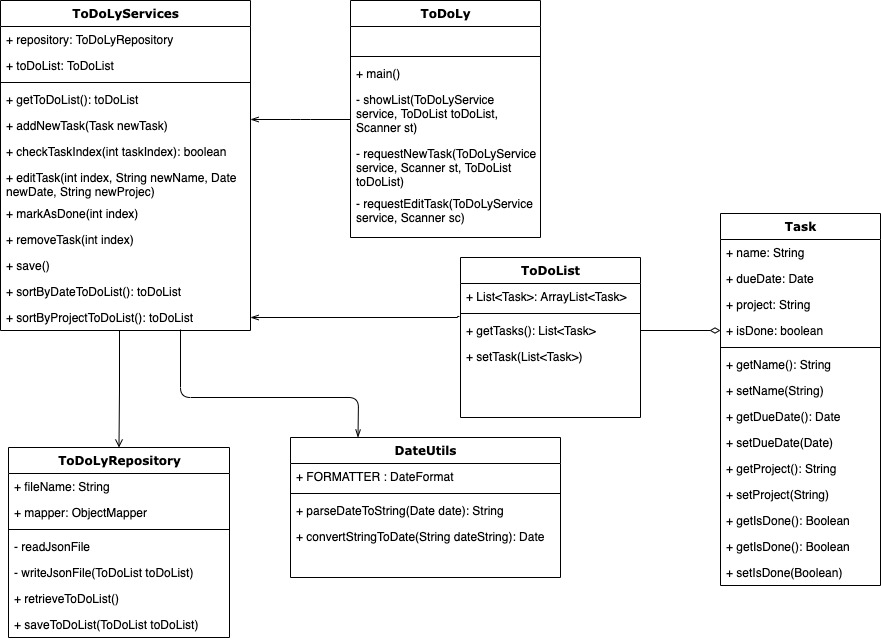 ToDoLyServices
+ repository: ToDoLyRepository
+ toDoList: ToDoList
+ getToDoList(): toDoList
+ addNewTask(Task newTask)
+ checkTaskIndex(int taskIndex): boolean
+ editTask(int index, String newName, Date
newDate, String newProjec)
+ markAsDone(int index)
+ removeTask(int index)
+ save()
+ sortByDateToDoList(): toDoList
+ sortByProjectToDoList(): toDoList
ToDoLy
+ main()
- showList(ToDoLyService
service, ToDoList toDoList,
Scanner st)
- requestNewTask(ToDoLyService
service, Scanner st, ToDoList
toDoList)
- requestEditTask(ToDoLyService
service, Scanner sc)
ToDoList
+ List<Task>: ArrayList<Task>
+ getTasks(): List<Task>
+ setTask(List<Task>)
Task
+ name: String
+ dueDate: Date
+ project: String
+ isDone: boolean
+ getName(): String
+ setName(String)
+ getDueDate(): Date
+ setDueDate(Date)
+ getProject(): String
+ setProject(String)
+ getIsDone(): Boolean
+ getIsDone(): Boolean
+ setIsDone(Boolean)
ToDoLyRepository
+ fileName: String
+ mapper: ObjectMapper
- readJsonFile
- writeJsonFile(ToDoList toDoList)
+ retrieveToDoList()
+ saveToDoList(ToDoList toDoList)
DateUtils
+ FORMATTER : DateFormat
+ parseDateToString(Date date): String
+ convertStringToDate(String dateString): Date